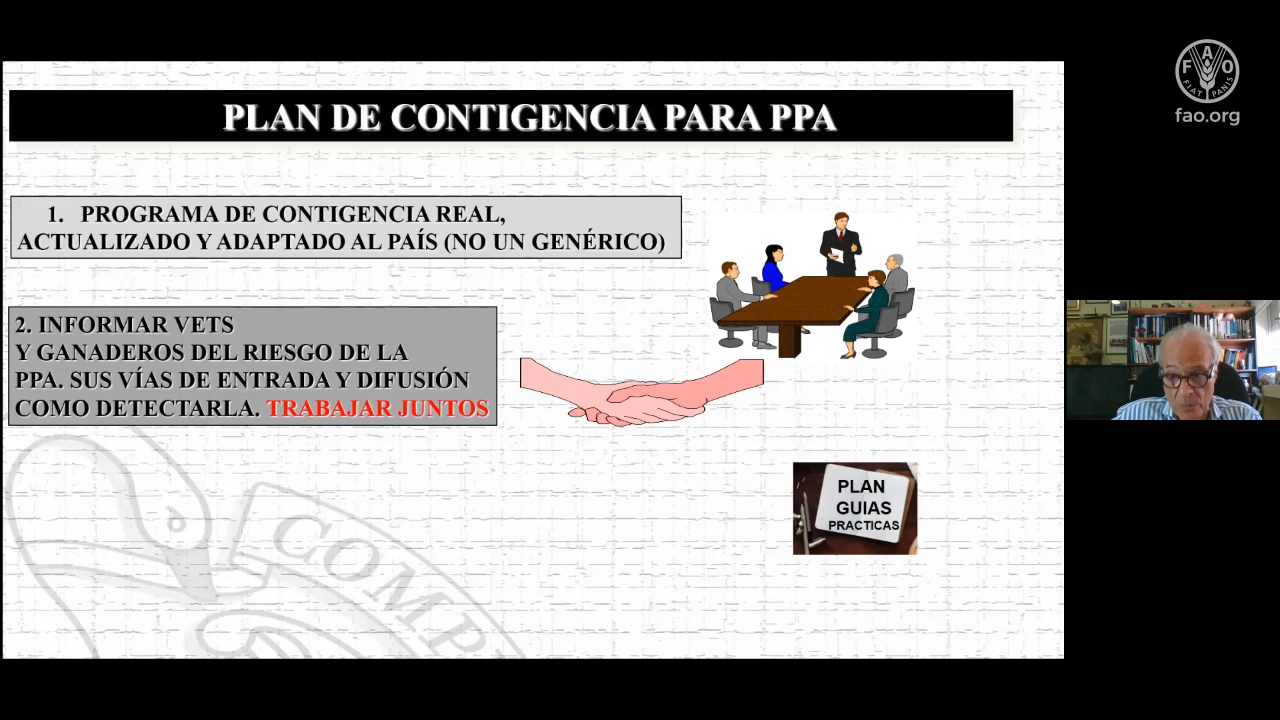 PLAN DE CONTIGENCIA PARA PPA
1. PROGRAMA DE CONTIGENCIA REAL,
ACTUALIZADO Y ADAPTADO AL PAÍS (NO UN GENÉRICO)
2. INFORMAR VETS
Y GANADEROS DEL RIESGO DE LA
PPA. SUS VÍAS DE ENTRADA Y DIFUSIÓN
COMO DETECTARLA. TRABAJAR JUNTOS
PLAN
GUIAS
PRACTICAS
COMP
FAO
FIAT PANIS
fao.org